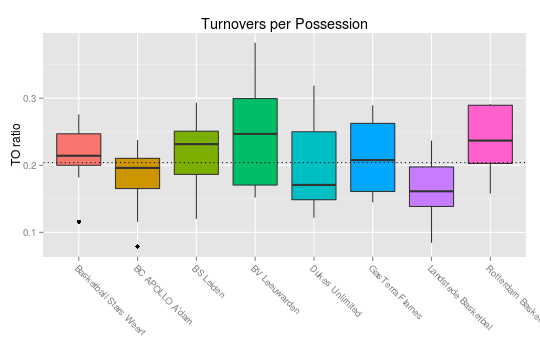 Turnovers per Possession
TO ratio
0.3
0.2
0.1
Basketball Stars Weert
BC APOLLO A'dam
BS Leiden
BV Leeuwarden
Dukes Unlimited
GasTerra Flames
Landstede Basketbal
Rotterdam Basket